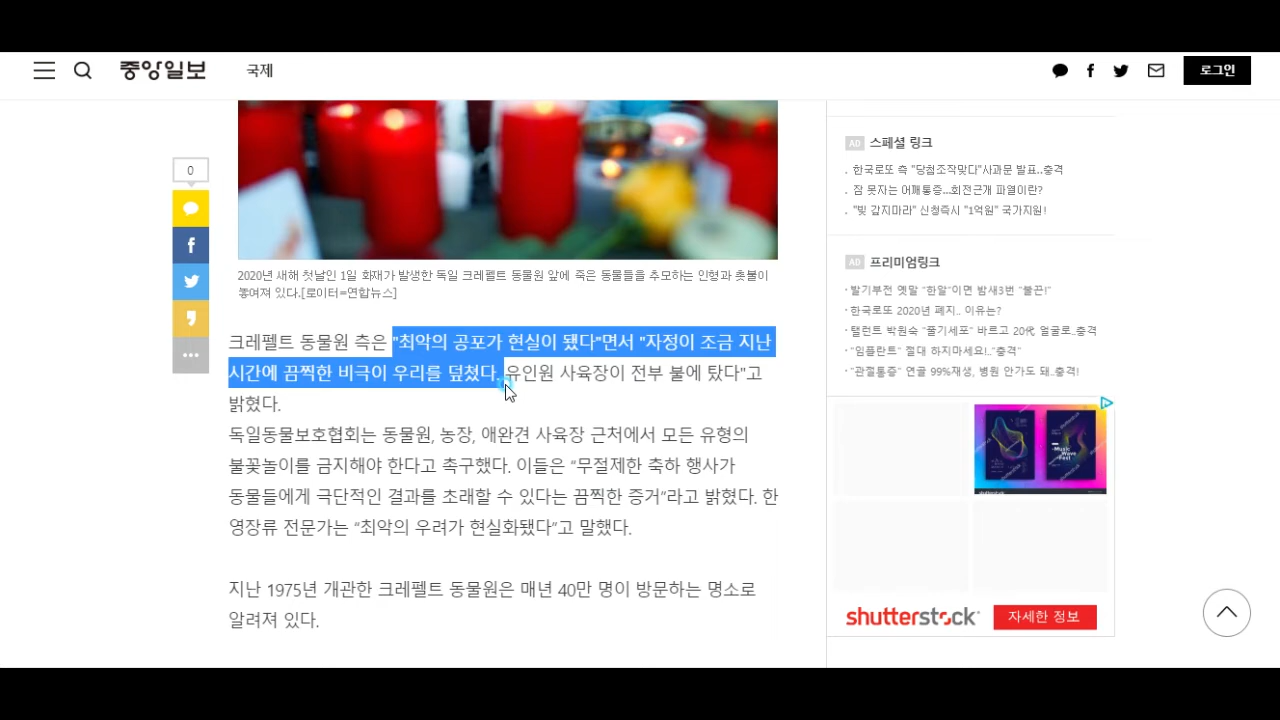 중앙일보
국제
로그인
0
2020년 새해 첫날인 1일 화재가 발생한 독일 크레펠트 동물원 앞에 죽은 동물들을 추모하는 인형과 촛불이
놓여져 있다.[로이터=연합뉴스]
크레펠트 동물원 측은 "최악의 공포가 현실이 됐다"면서 "자정이 조금 지난
시간에 끔찍한 비극이 우리를 덮쳤다. 유인원 사육장이 전부 불에 탔다"고
밝혔다.
독일동물보호협회는 동물원, 농장, 애완견 사육장 근처에서 모든 유형의
불꽃놀이를 금지해야 한다고 촉구했다. 이들은 “무절제한 축하 행사가
동물들에게 극단적인 결과를 초래할 수 있다는 끔찍한 증거”라고 밝혔다. 한
영장류 전문가는 “최악의 우려가 현실화됐다”고 말했다.
지난 1975년 개관한 크레펠트 동물원은 매년 40만 명이 방문하는 명소로
알려져 있다.
AD 스페셜 링크
한국로또 측 "당첨조작맞다"사과문 발표..충격
잠 못자는 어깨통증...회전근개 파열이란?
"빚 갚지마라" 신청즉시 "1억원" 국가지원!
AD 프리미엄링크
발기부전 옛말 "한알"이면 밤새3번 "불끈!"
한국로또 2020년 폐지.. 이유는?
탤런트 박원숙 "줄기세포" 바르고 20代 얼굴로..충격
"임플란트" 절대 하지마세요!.."충격"
"관절통증" 연골 99%재생, 병원 안가도 돼..충격!
Music
Wave
Fest
shutterstock
shutterstock
자세한 정보